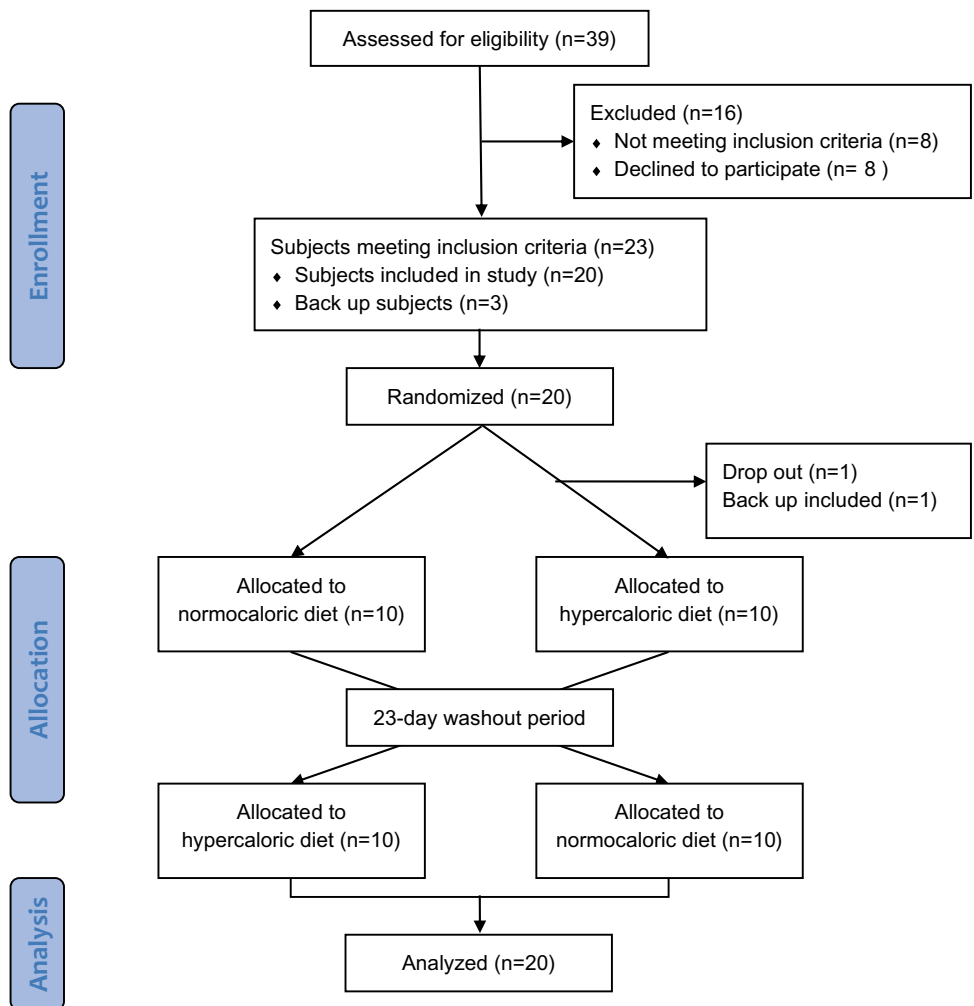 Assessed for eligibility (n=39)
Enrollment
Excluded (n=16)
♦ Not meeting inclusion criteria (n=8)
♦ Declined to participate (n= 8 )
Subjects meeting inclusion criteria (n=23)
♦ Subjects included in study (n=20)
♦ Back up subjects (n=3)
Randomized (n=20)
Drop out (n=1)
Back up included (n=1)
Allocation
Allocated to
normocaloric diet (n=10)
Allocated to
hypercaloric diet (n=10)
23-day washout period
Allocated to
hypercaloric diet (n=10)
Allocated to
normocaloric diet (n=10)
Analysis
Analyzed (n=20)